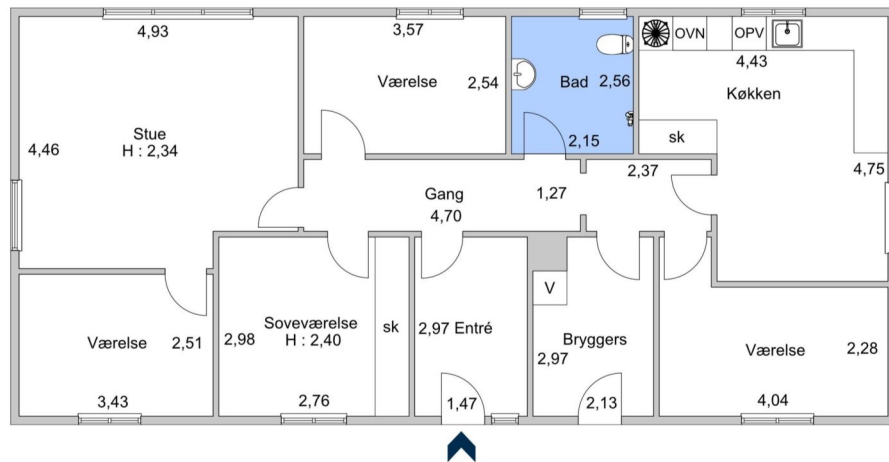 4,93
3,57
OVN
OPV
4,43
Værelse
2,54
Bad
2,56
Køkken
Stue
H : 2,34
4,46
2,15
sk
4,75
2,37
Gang
1,27
4,70
V
Værelse
2,51
2,98
Soveværelse
H : 2,40
sk
2,97
Entré
Bryggers
2,97
Værelse
2,28
3,43
2,76
1,47
2,13
4,04